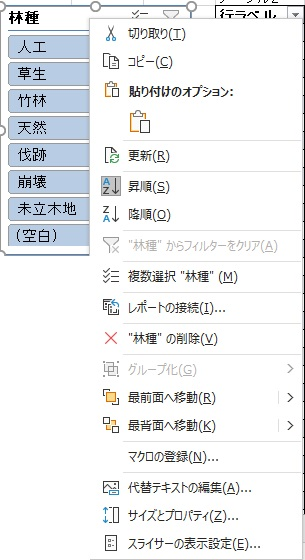 林種
行ラベル
人工
草生
竹林
天然
伐跡
崩壊
未立木地
(空白)
切り取り(T)
コピー(C)
貼り付けのオプション:
更新(R)
昇順(S)
降順(O)
"林種" からフィルターをクリア(A)
複数選択 "林種" (M)
レポートの接続(I)...
"林種" の削除(V)
グループ化(G)
最前面へ移動(R)
最背面へ移動(K)
マクロの登録(N)...
代替テキストの編集(A)...
サイズとプロパティ(Z)...
スライサーの表示設定(E)...